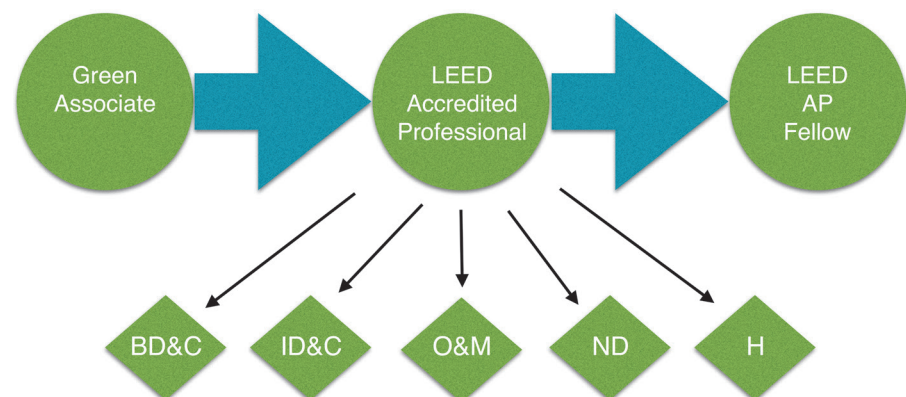 Green
Associate
LEED
Accredited
Professional
LEED
AP
Fellow
BD&C
ID&C
O&M
ND
H